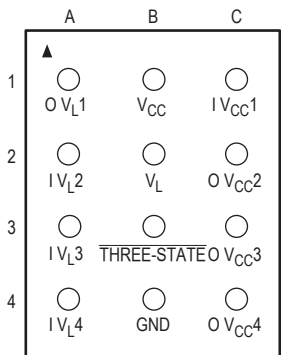 A B C
1
O VL1 VCC I VCC1
2
I VL2 VL O VCC2
3
I VL3 THREE-STATE O VCC3
4
I VL4 GND O VCC4